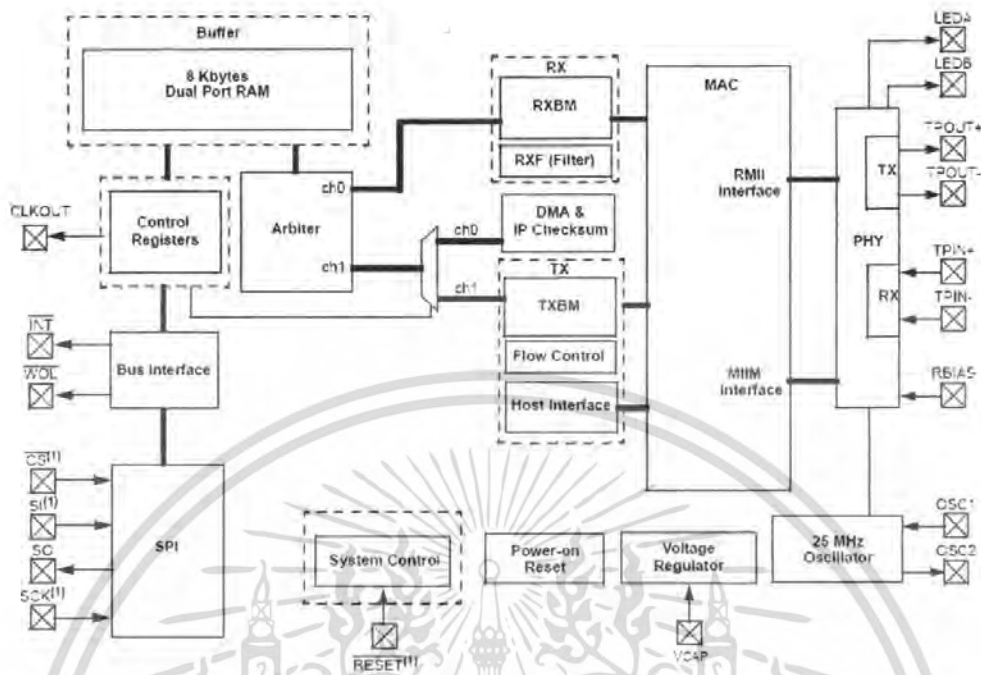 Buffer
8 Kbytes
Dual Port RAM
LEDA
LEDB
RX
RXBM
RXF (Filter)
MAC
TPOUT+
TPOUT-
TX
RMII
Interface
PHY
ch0
Control
Registers
Arbiter
CLKOUT
DMA &
IP Checksum
ch0
ch1
ch1
TX
TXBM
TPIN+
TPIN-
RX
INT
WOL
Bus Interface
Flow Control
Host Interface
MIIM
Interface
RBIAS
CS(1)
SI(1)
SO
SCK(1)
SPI
System Control
Power-on
Reset
Voltage
Regulator
25 MHz
Oscillator
OSC1
OSC2
RESET(1)
VCAP